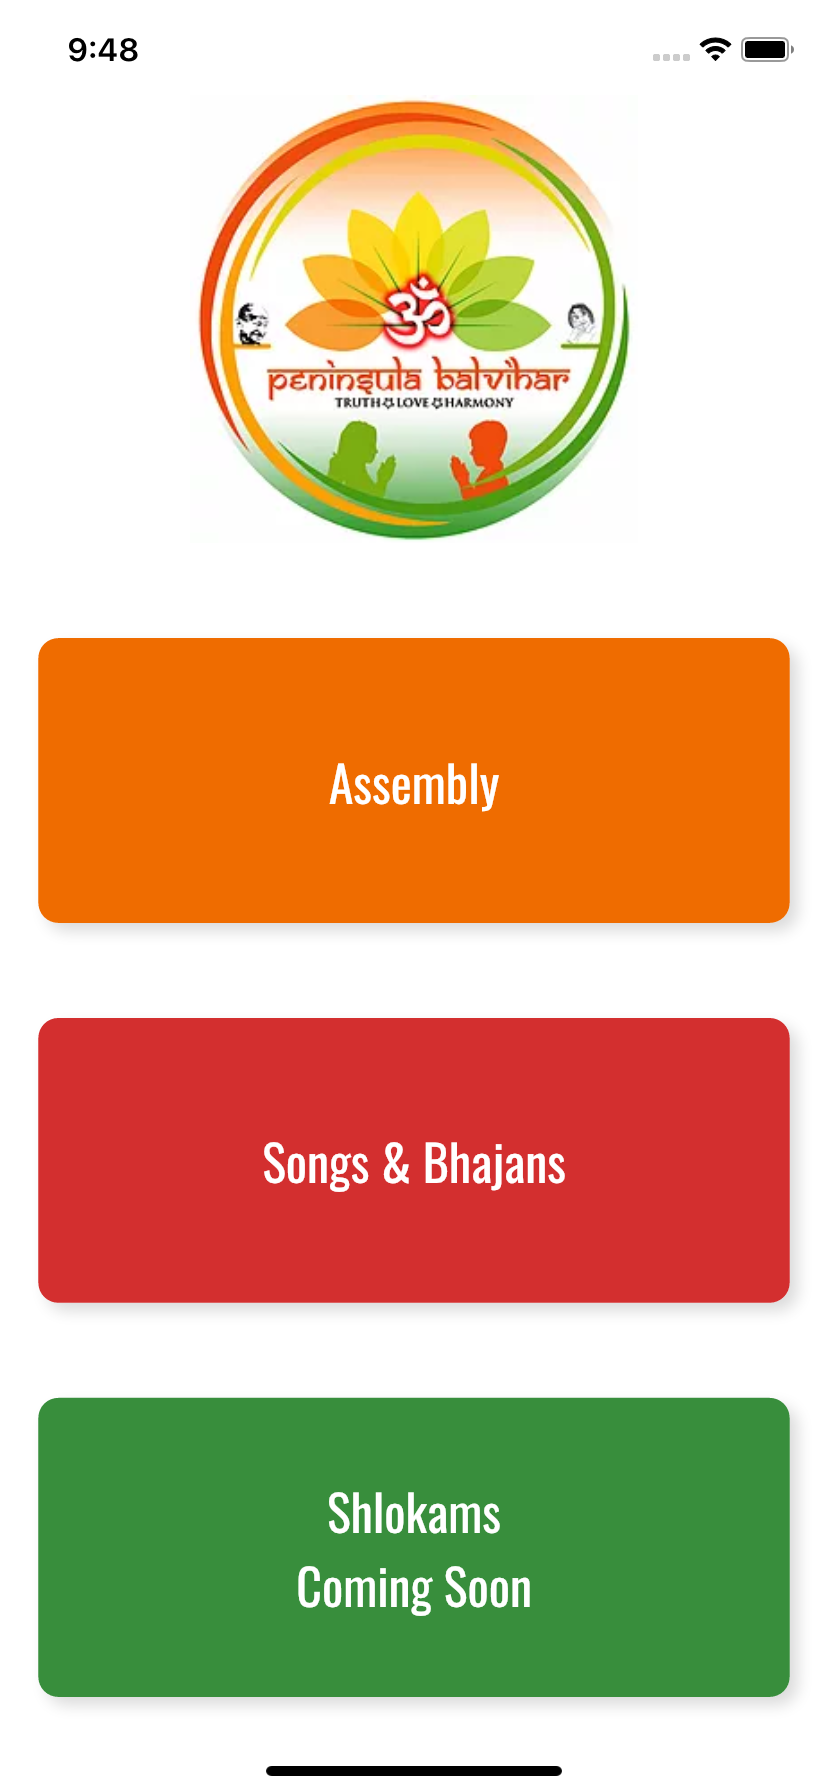 9:48
ॐ
peninsula balvihar
TRUTH LOVE HARMONY
Assembly
Songs & Bhajans
Shlokams
Coming Soon